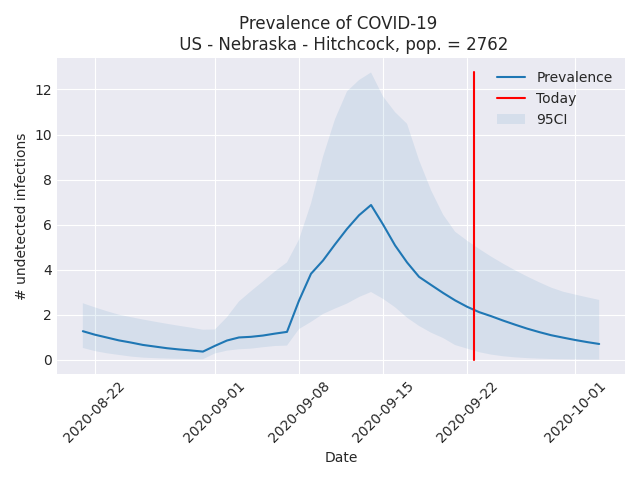 Prevalence of COVID-19
US - Nebraska - Hitchcock, pop. = 2762
Prevalence
Today
95CI
# undetected infections
12
10
8
6
4
2
0
2020-08-22
2020-09-01
2020-09-08
2020-09-15
2020-09-22
2020-10-01
Date